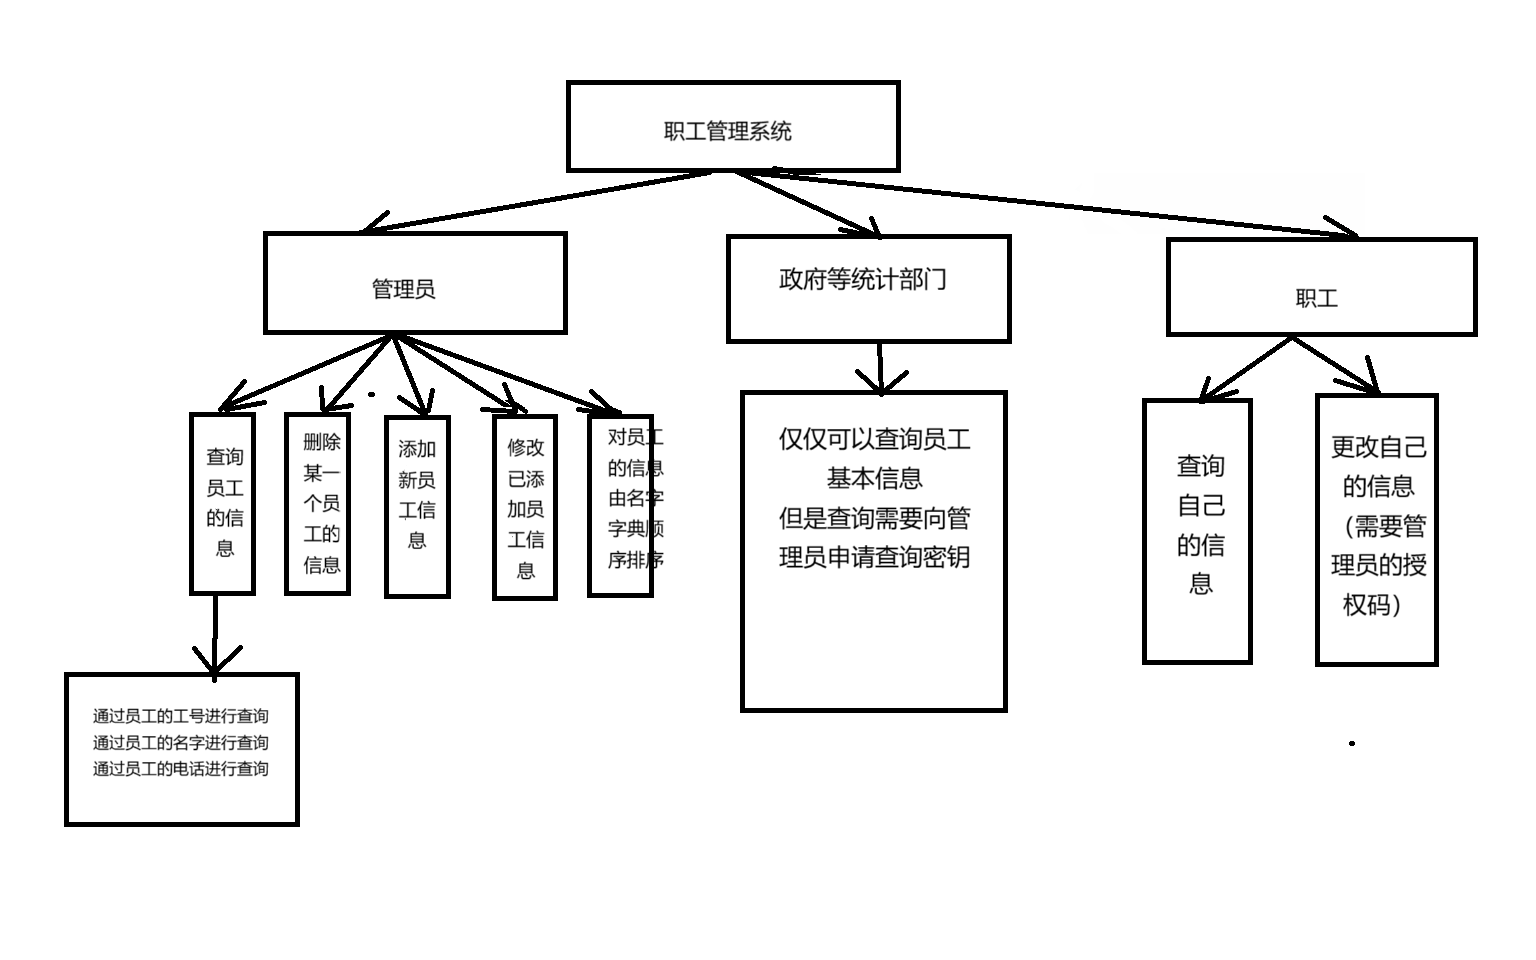 职工管理系统
管理员
政府等统计部门
职工
查询
员工
的信
息
删除
某一
个员
工的
信息
添加
新员
工信
息
修改
已添
加员
工信
息
对员工
的信息
由名字
字典顺
序排序
仅仅可以查询员工
基本信息
但是查询需要向管
理员申请查询密钥
查询
自己
的信
息
更改自己
的信息
（需要管
理员的授
权码）
通过员工的工号进行查询
通过员工的名字进行查询
通过员工的电话进行查询